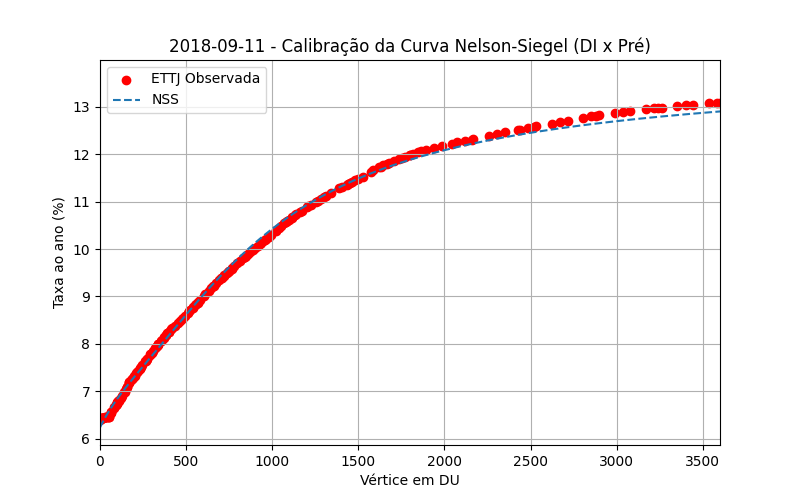 2018-09-11 - Calibração da Curva Nelson-Siegel (DI x Pré)
ETTJ Observada
NSS
Taxa ao ano (%)
13
12
11
10
9
8
7
6
0 500 1000 1500 2000 2500 3000 3500
Vértice em DU